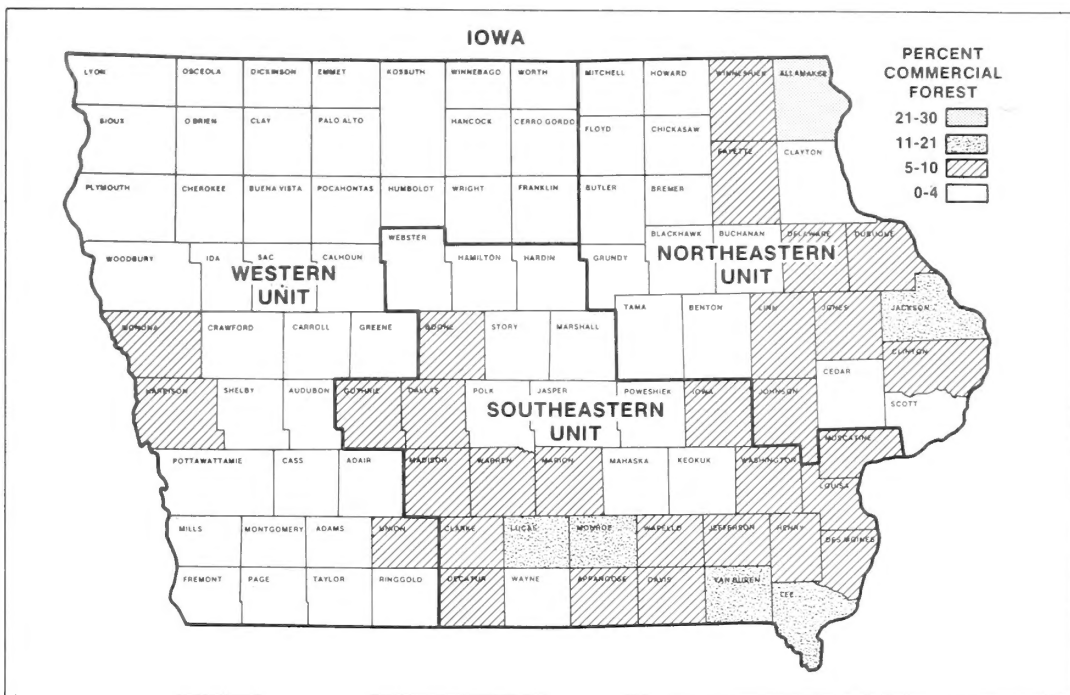 IOWA
PERCENT
COMMERCIAL
FOREST
21-30
11-21
5-10
0-4
LYON OSCEOLA DICKINSON EMMET KOSSUTH WINNEBAGO WORTH MITCHELL HOWARD WINNESHIEK ALLAMAKEE
SIOUX O'BRIEN CLAY PALO ALTO HANCOCK CERRO GORDO FLOYD CHICKASAW
FAYETTE CLAYTON
PLYMOUTH CHEROKEE BUENA VISTA POCAHONTAS HUMBOLDT WRIGHT FRANKLIN BUTLER BREMER
WEBSTER BLACKHAWK BUCHANAN DELAWARE DUBUQUE
WOODBURY IDA SAC CALHOUN HAMILTON HARDIN GRUNDY
WESTERN
UNIT
NORTHEASTERN
UNIT
TAMA BENTON LINN JONES JACKSON
MONONA CRAWFORD CARROLL GREENE BOONE STORY MARSHALL CLINTON
CEDAR
HARRISON SHELBY AUDUBON GUTHRIE DALLAS POLK JASPER POWESHIEK IOWA JOHNSON
SCOTT
SOUTHEASTERN
UNIT
MUSCATINE
POTTAWATTAMIE CASS ADAIR MADISON WARREN MARION MAHASKA KEOKUK WASHINGTON
LOUISA
MILLS MONTGOMERY ADAMS UNION CLARKE LUCAS MONROE WAPELLO JEFFERSON HENRY DES MOINES
FREMONT PAGE TAYLOR RINGGOLD DECATUR WAYNE APPANOOSE DAVIS VAN BUREN LEE